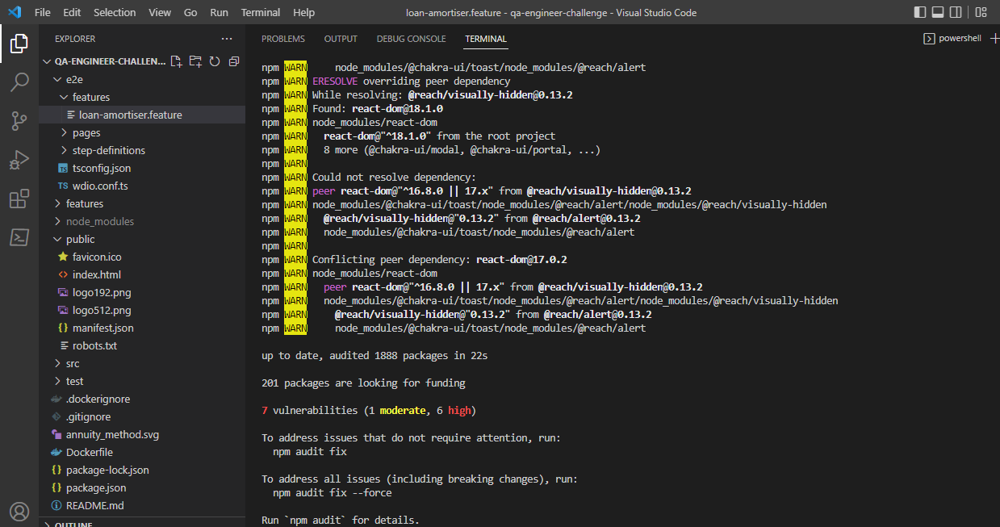 File Edit Selection View Go Run Terminal Help loan-amortiser.feature - qa-engineer-challenge - Visual Studio Code
EXPLORER
QA-ENGINEER-CHALLEN...
e2e
features
loan-amortiser.feature
pages
step-definitions
TS tsconfig.json
TS wdio.conf.ts
features
node_modules
public
favicon.ico
index.html
logo192.png
logo512.png
{} manifest.json
robots.txt
src
test
.dockerignore
.gitignore
annuity_method.svg
Dockerfile
{} package-lock.json
{} package.json
README.md
OUTLINE
PROBLEMS OUTPUT DEBUG CONSOLE TERMINAL powershell
npm WARN node_modules/@chakra-ui/toast/node_modules/@reach/alert
npm WARN ERESOLVE overriding peer dependency
npm WARN While resolving: @reach/visually-hidden@0.13.2
npm WARN Found: react-dom@18.1.0
npm WARN node_modules/react-dom
npm WARN react-dom@"^18.1.0" from the root project
npm WARN 8 more (@chakra-ui/modal, @chakra-ui/portal, ...)
npm WARN
npm WARN Could not resolve dependency:
npm WARN peer react-dom@"^16.8.0 || 17.x" from @reach/visually-hidden@0.13.2
npm WARN node_modules/@chakra-ui/toast/node_modules/@reach/alert/node_modules/@reach/visually-hidden
npm WARN @reach/visually-hidden@"0.13.2" from @reach/alert@0.13.2
npm WARN node_modules/@chakra-ui/toast/node_modules/@reach/alert
npm WARN
npm WARN Conflicting peer dependency: react-dom@17.0.2
npm WARN node_modules/react-dom
npm WARN peer react-dom@"^16.8.0 || 17.x" from @reach/visually-hidden@0.13.2
npm WARN node_modules/@chakra-ui/toast/node_modules/@reach/alert/node_modules/@reach/visually-hidden
npm WARN @reach/visually-hidden@"0.13.2" from @reach/alert@0.13.2
npm WARN node_modules/@chakra-ui/toast/node_modules/@reach/alert
up to date, audited 1888 packages in 22s
201 packages are looking for funding
7 vulnerabilities (1 moderate, 6 high)
To address issues that do not require attention, run:
npm audit fix
To address all issues (including breaking changes), run:
npm audit fix --force
Run `npm audit` for details.